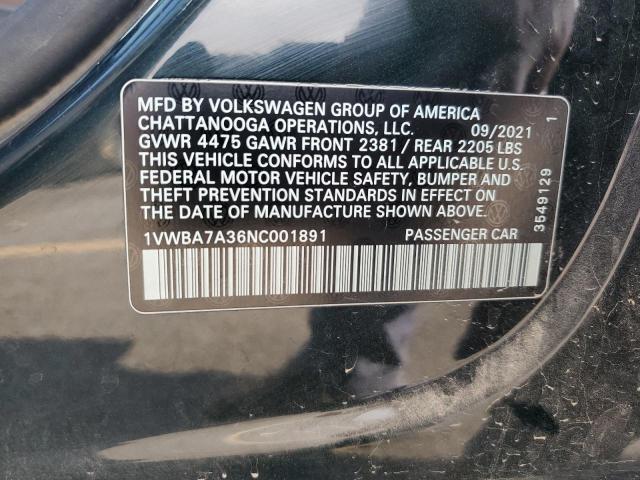 MFD BY VOLKSWAGEN GROUP OF AMERICA
CHATTANOOGA OPERATIONS, LLC. 09/2021
GVWR 4475 GAWR FRONT 2381 / REAR 2205 LBS
THIS VEHICLE CONFORMS TO ALL APPLICABLE U.S.
FEDERAL MOTOR VEHICLE SAFETY, BUMPER AND
THEFT PREVENTION STANDARDS IN EFFECT ON
THE DATE OF MANUFACTURE SHOWN ABOVE.
1VWBA7A36NC001891 PASSENGER CAR
3549129 1